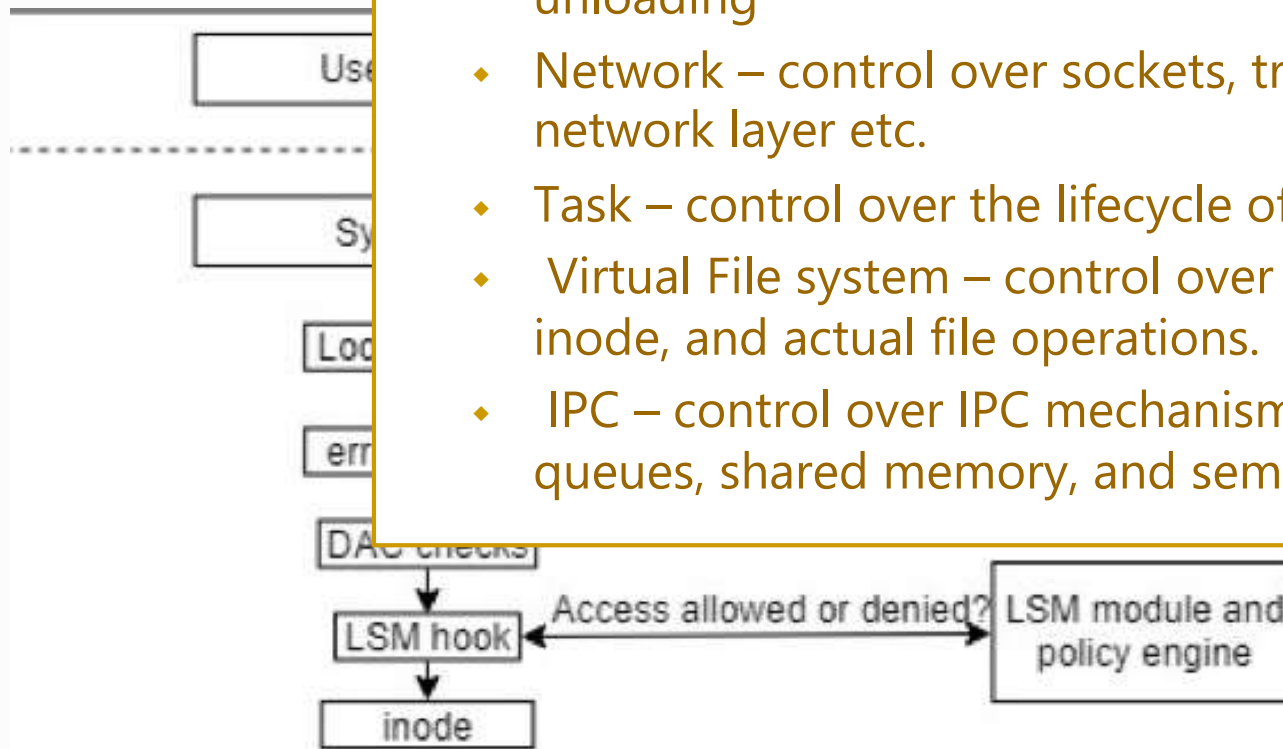 unloading
Network – control over sockets, tr
network layer etc.
Task – control over the lifecycle of
Virtual File system – control over
inode, and actual file operations.
IPC – control over IPC mechanism
queues, shared memory, and sem
Use
Sy
Loo
err
DAC checks
LSM hook
Access allowed or denied?
LSM module and
policy engine
inode